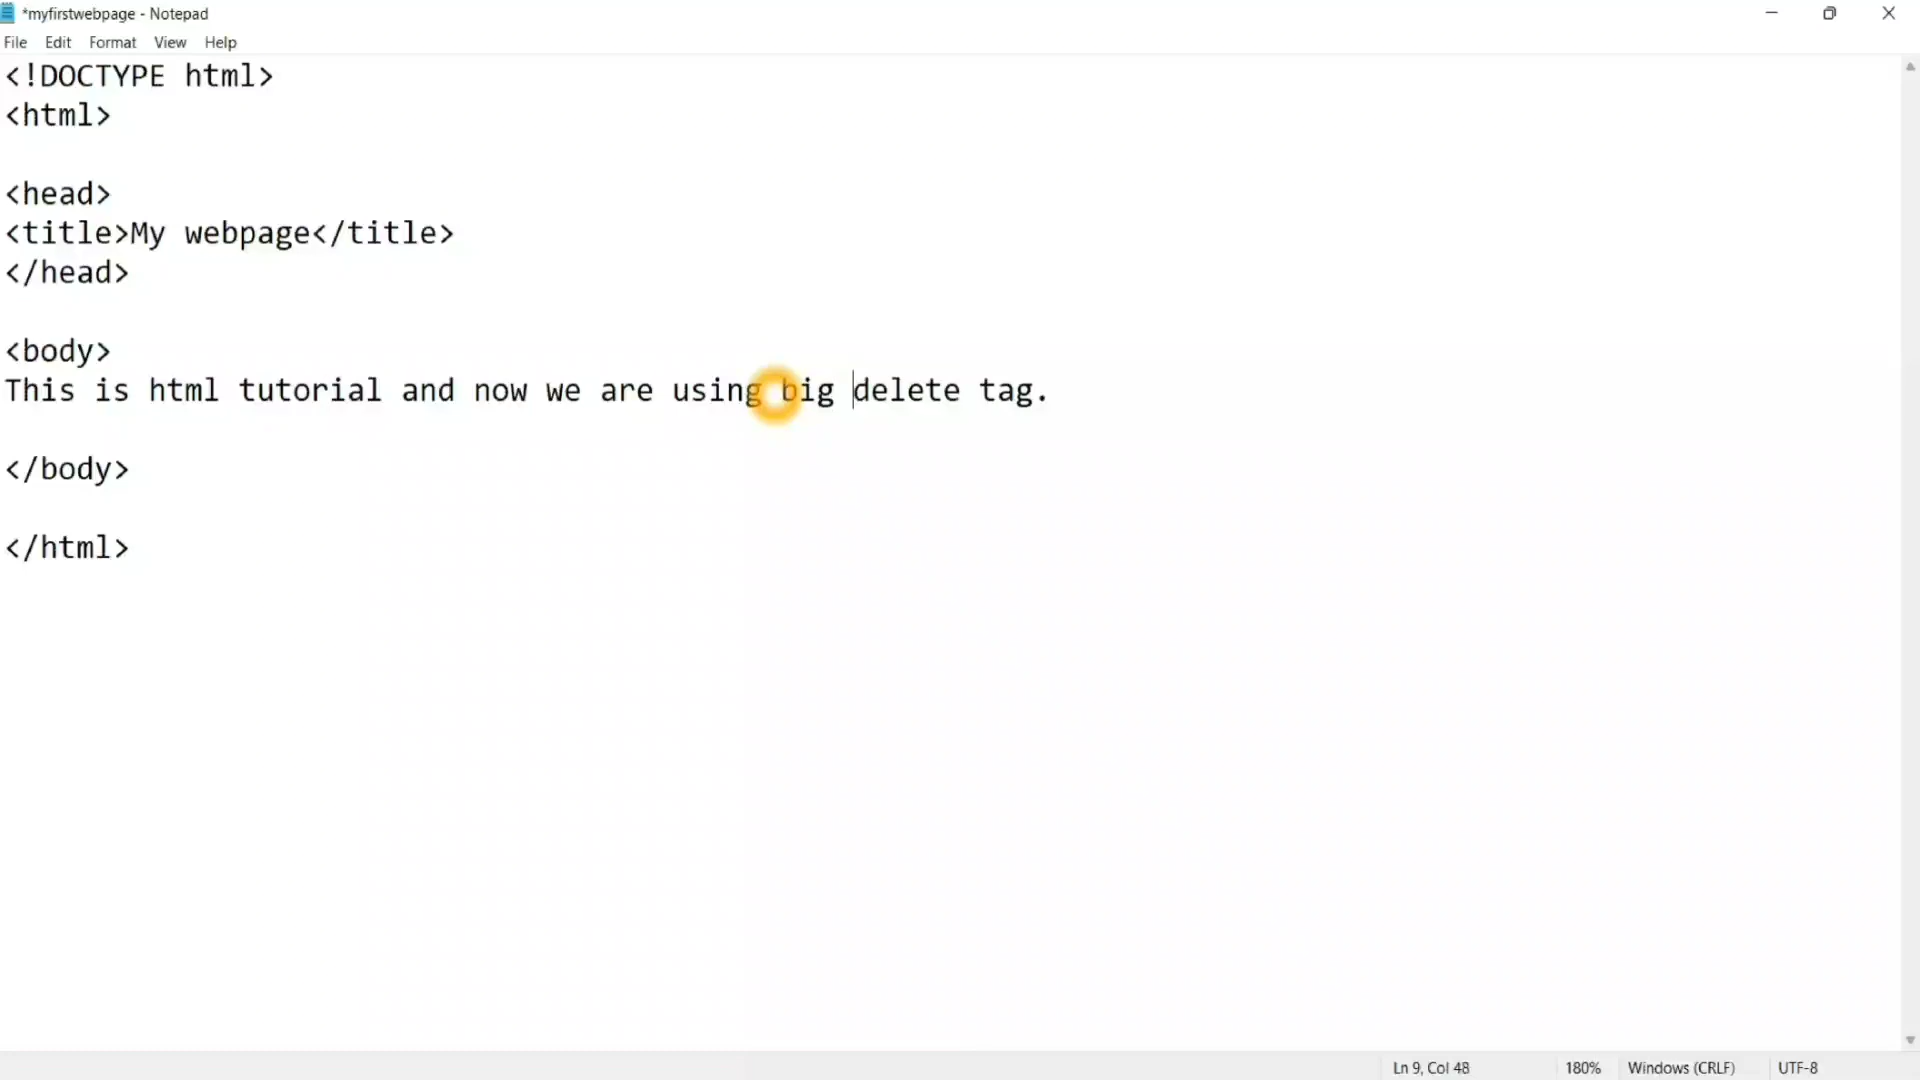 *myfirstwebpage - Notepad
File Edit Format View Help
<!DOCTYPE html>
<html>
<head>
<title>My webpage</title>
</head>
<body>
This is html tutorial and now we are using big delete tag.
</body>
</html>
Ln 9, Col 48 180% Windows (CRLF) UTF-8